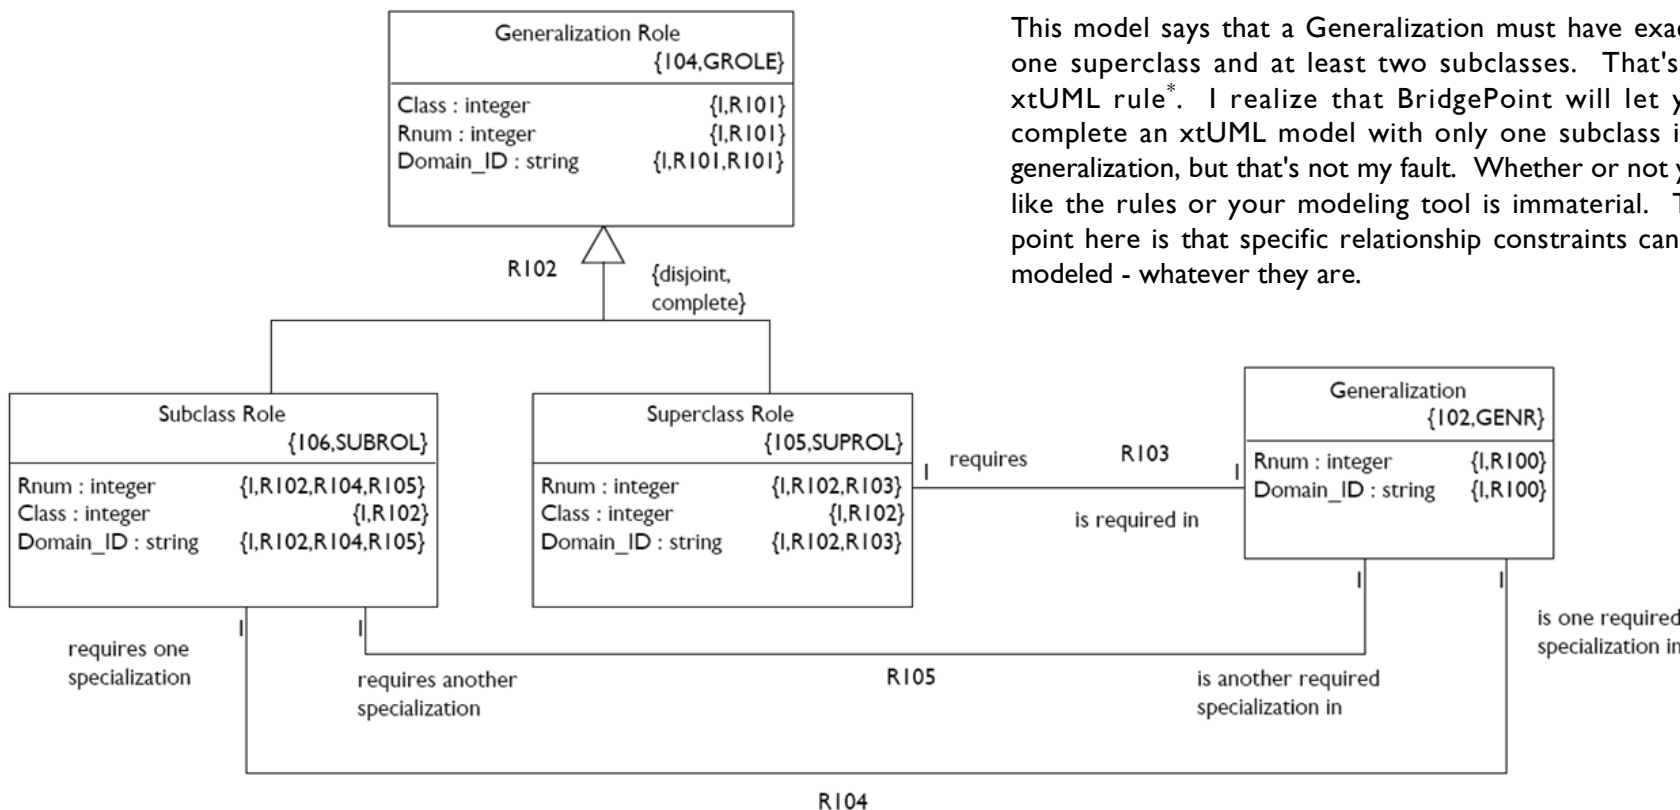 Generalization Role
{104,GROLE}
Class : integer {I,R101}
Rnum : integer {I,R101}
Domain_ID : string {I,R101,R101}
This model says that a Generalization must have
one superclass and at least two subclasses. That's
xtUML rule*. I realize that BridgePoint will let
complete an xtUML model with only one subclass
generalization, but that's not my fault. Whether or not
like the rules or your modeling tool is immaterial.
point here is that specific relationship constraints can
modeled - whatever they are.
R102
{disjoint,
complete}
Subclass Role
{106,SUBROL}
Rnum : integer {I,R102,R104,R105}
Class : integer {I,R102}
Domain_ID : string {I,R102,R104,R105}
Superclass Role
{105,SUPROL}
Rnum : integer {I,R102,R103}
Class : integer {I,R102}
Domain_ID : string {I,R102,R103}
requires
R103
1
1
is required in
Generalization
{102,GENR}
Rnum : integer {I,R100}
Domain_ID : string {I,R100}
1
1
1
1
requires one
specialization
requires another
specialization
R105
is another required
specialization in
is one required
specialization in
R104